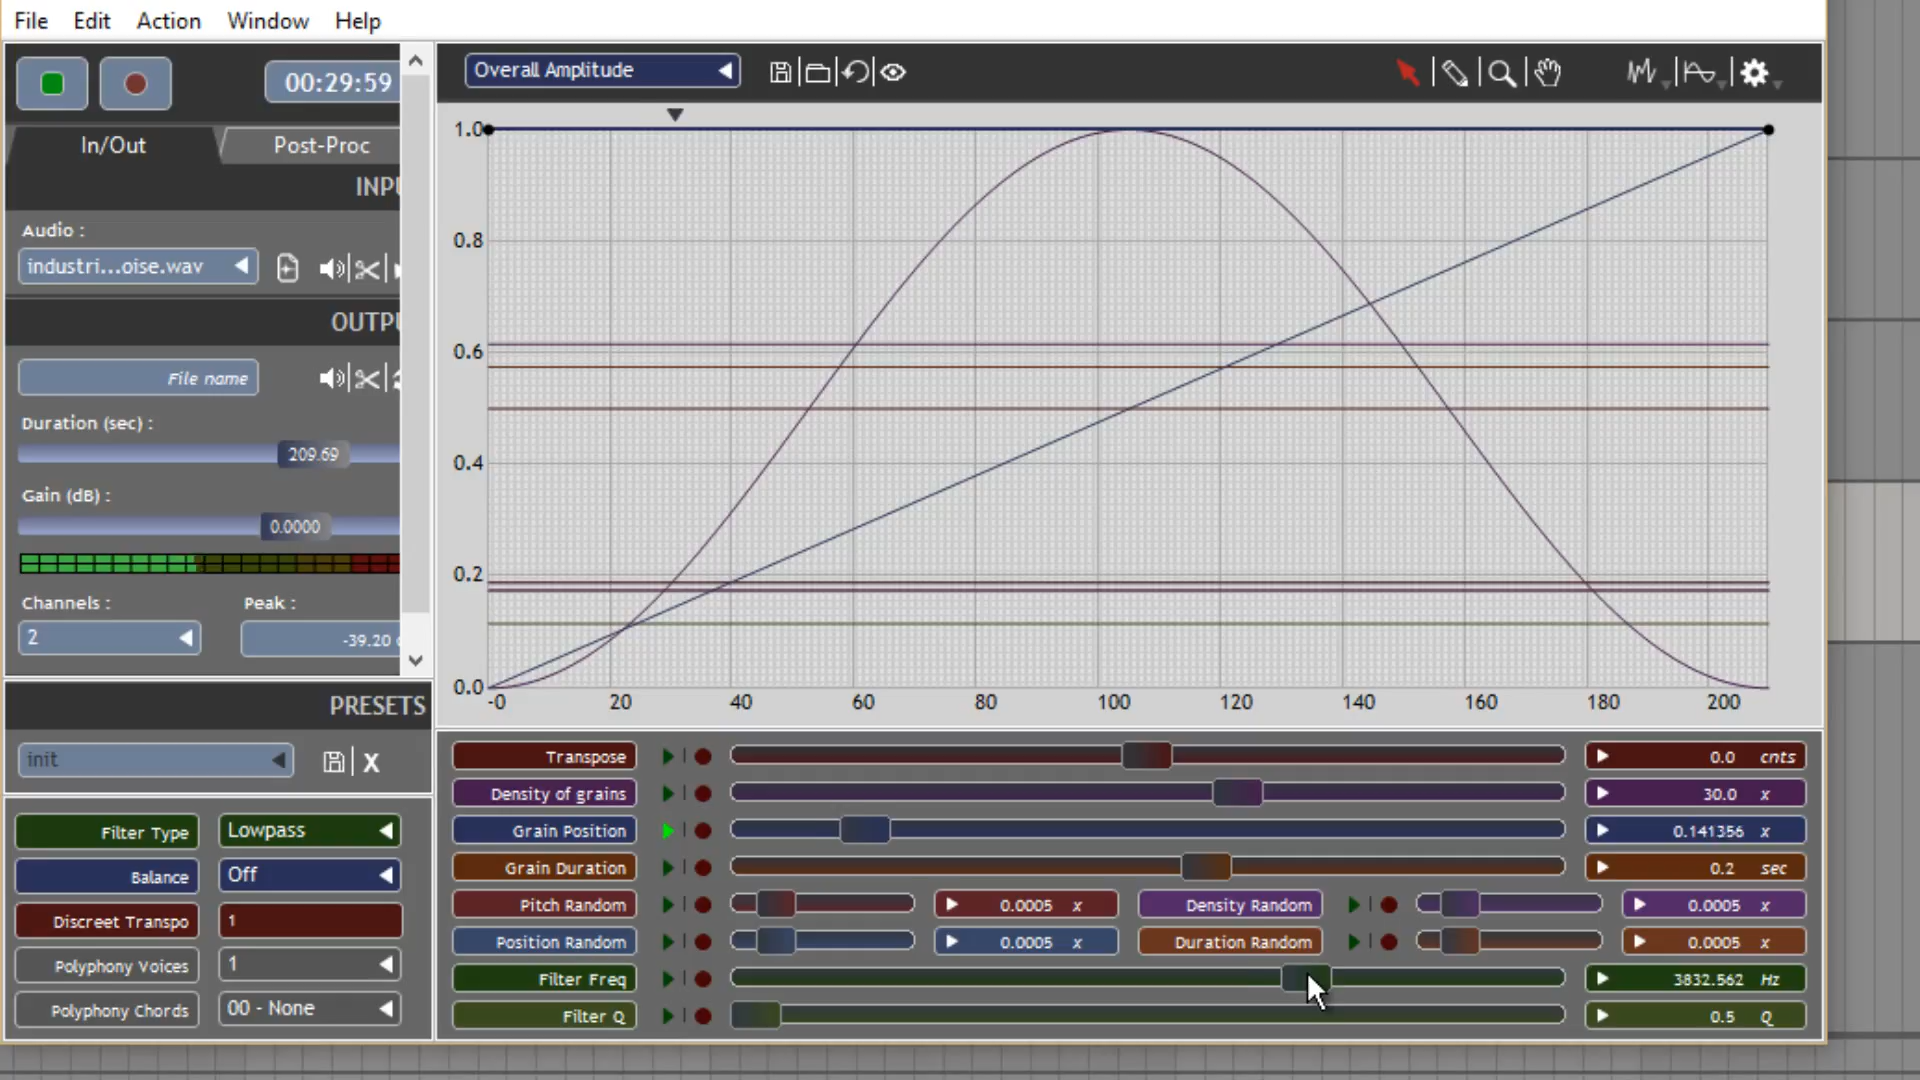 File Edit Action Window Help
00:29:59
Overall Amplitude
In/Out Post-Proc
INPU
Audio :
industri...oise.wav
OUTPU
File name
Duration (sec) :
209.69
Gain (dB) :
0.0000
Channels : Peak :
2 -39.20
1.0
0.8
0.6
0.4
0.2
0.0
-0 20 40 60 80 100 120 140 160 180 200
PRESETS
init X
Filter Type Lowpass
Balance Off
Discreet Transpo 1
Polyphony Voices 1
Polyphony Chords 00 - None
Transpose 0.0 cnts
Density of grains 30.0 x
Grain Position 0.141356 x
Grain Duration 0.2 sec
Pitch Random 0.0005 x Density Random 0.0005 x
Position Random 0.0005 x Duration Random 0.0005 x
Filter Freq 3832.562 Hz
Filter Q 0.5 Q